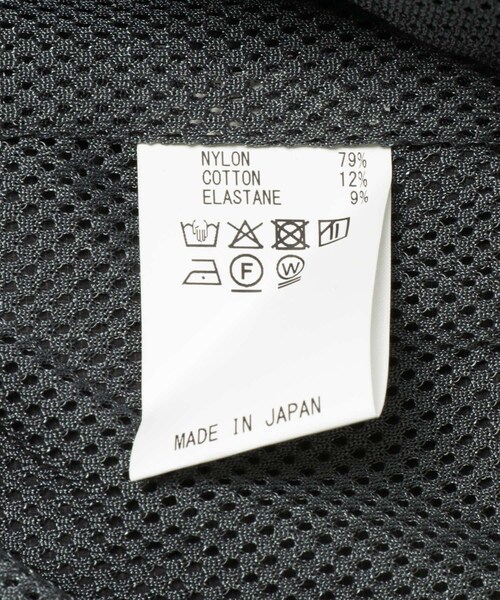 NYLON 79%
COTTON 12%
ELASTANE 9%
F W
MADE IN JAPAN